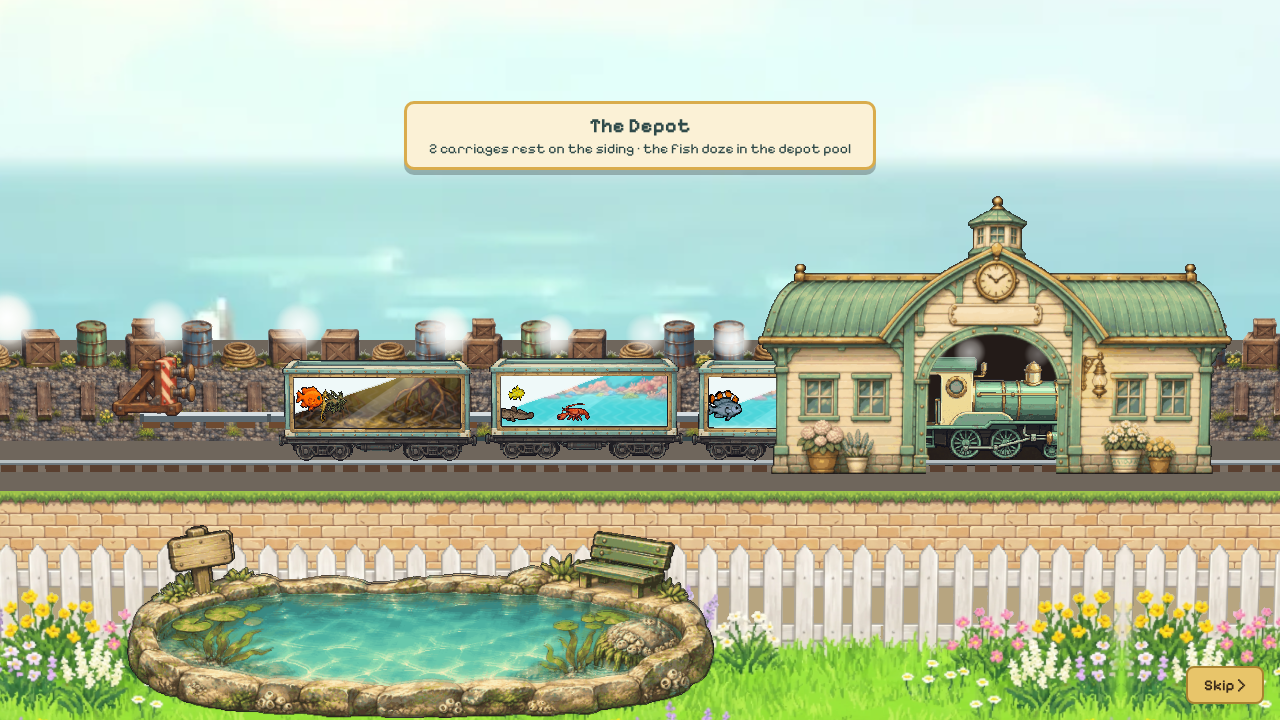 The Depot
2 carriages rest on the siding · the fish doze in the depot pool
Skip >